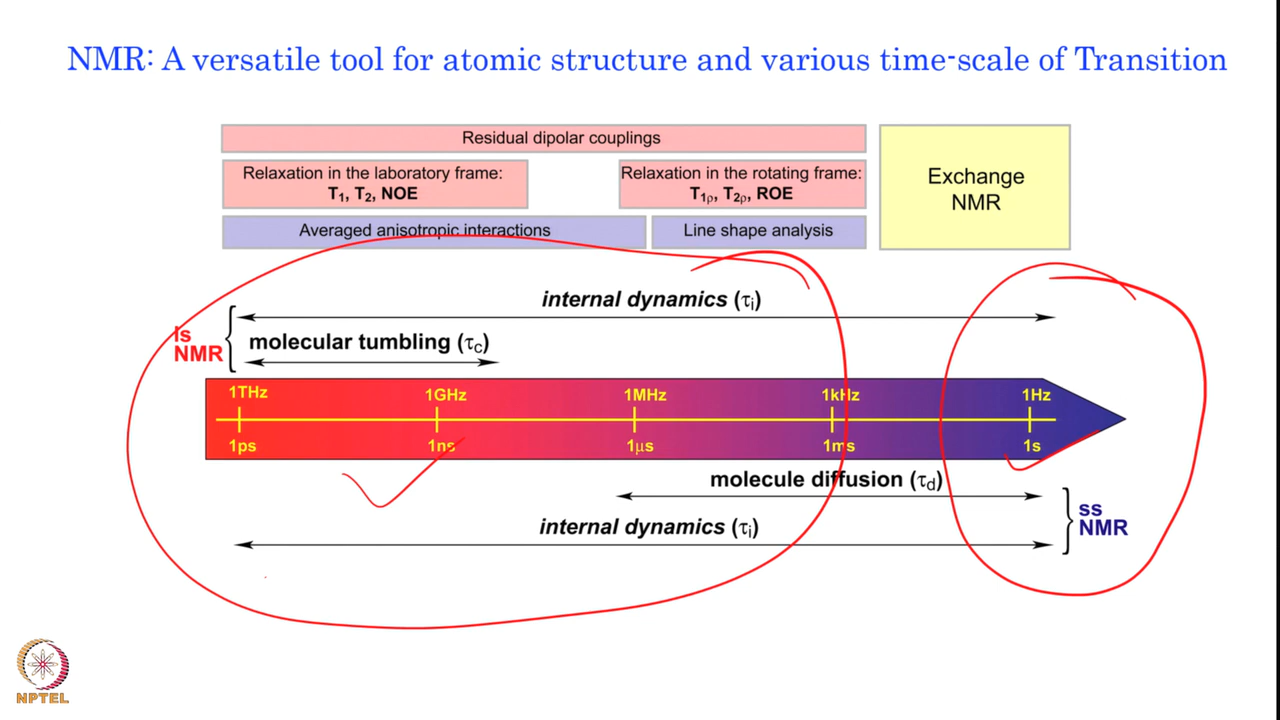 NMR: A versatile tool for atomic structure and various time-scale of Transition
Residual dipolar couplings
Relaxation in the laboratory frame:
T₁, T₂, NOE
Relaxation in the rotating frame:
T₁ρ, T₂ρ, ROE
Exchange
NMR
Averaged anisotropic interactions
Line shape analysis
internal dynamics (τi)
ls
NMR
molecular tumbling (τc)
1THz 1GHz 1MHz 1kHz 1Hz
1ps 1ns 1μs 1ms 1s
molecule diffusion (τd)
internal dynamics (τi)
ss
NMR
NPTEL